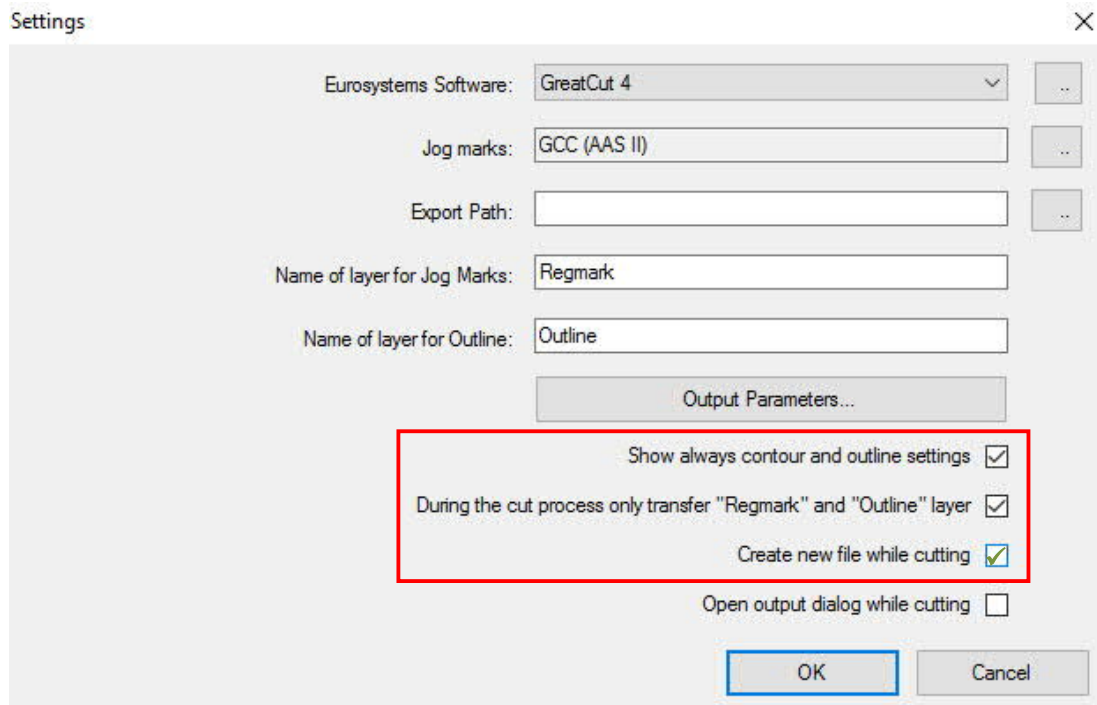 Settings
Eurosystems Software: GreatCut 4 ..
Jog marks: GCC (AAS II) ..
Export Path: ..
Name of layer for Jog Marks: Regmark
Name of layer for Outline: Outline
Output Parameters...
Show always contour and outline settings
During the cut process only transfer "Regmark" and "Outline" layer
Create new file while cutting
Open output dialog while cutting
OK Cancel